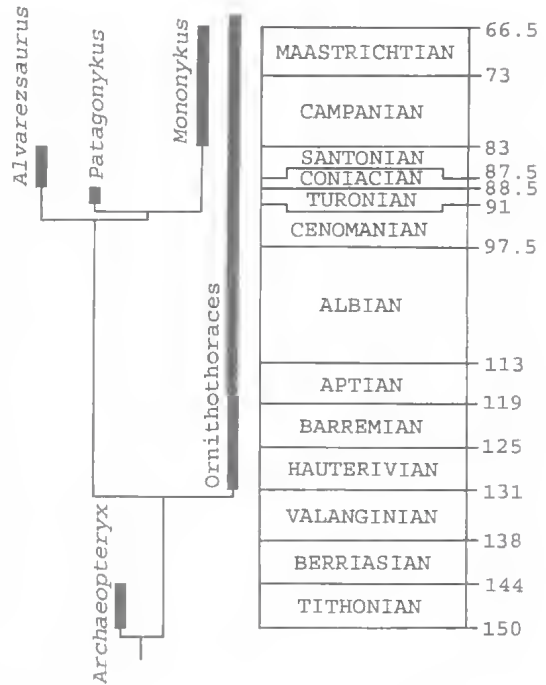 Alvarezsaurus
Patagonykus
Mononykus
Ornithothoraces
Archaeopteryx
MAASTRICHTIAN
CAMPANIAN
SANTONIAN
CONIACIAN
TURONIAN
CENOMANIAN
ALBIAN
APTIAN
BARREMIAN
HAUTERIVIAN
VALANGINIAN
BERRIASIAN
TITHONIAN
66.5
73
83
87.5
88.5
91
97.5
113
119
125
131
138
144
150